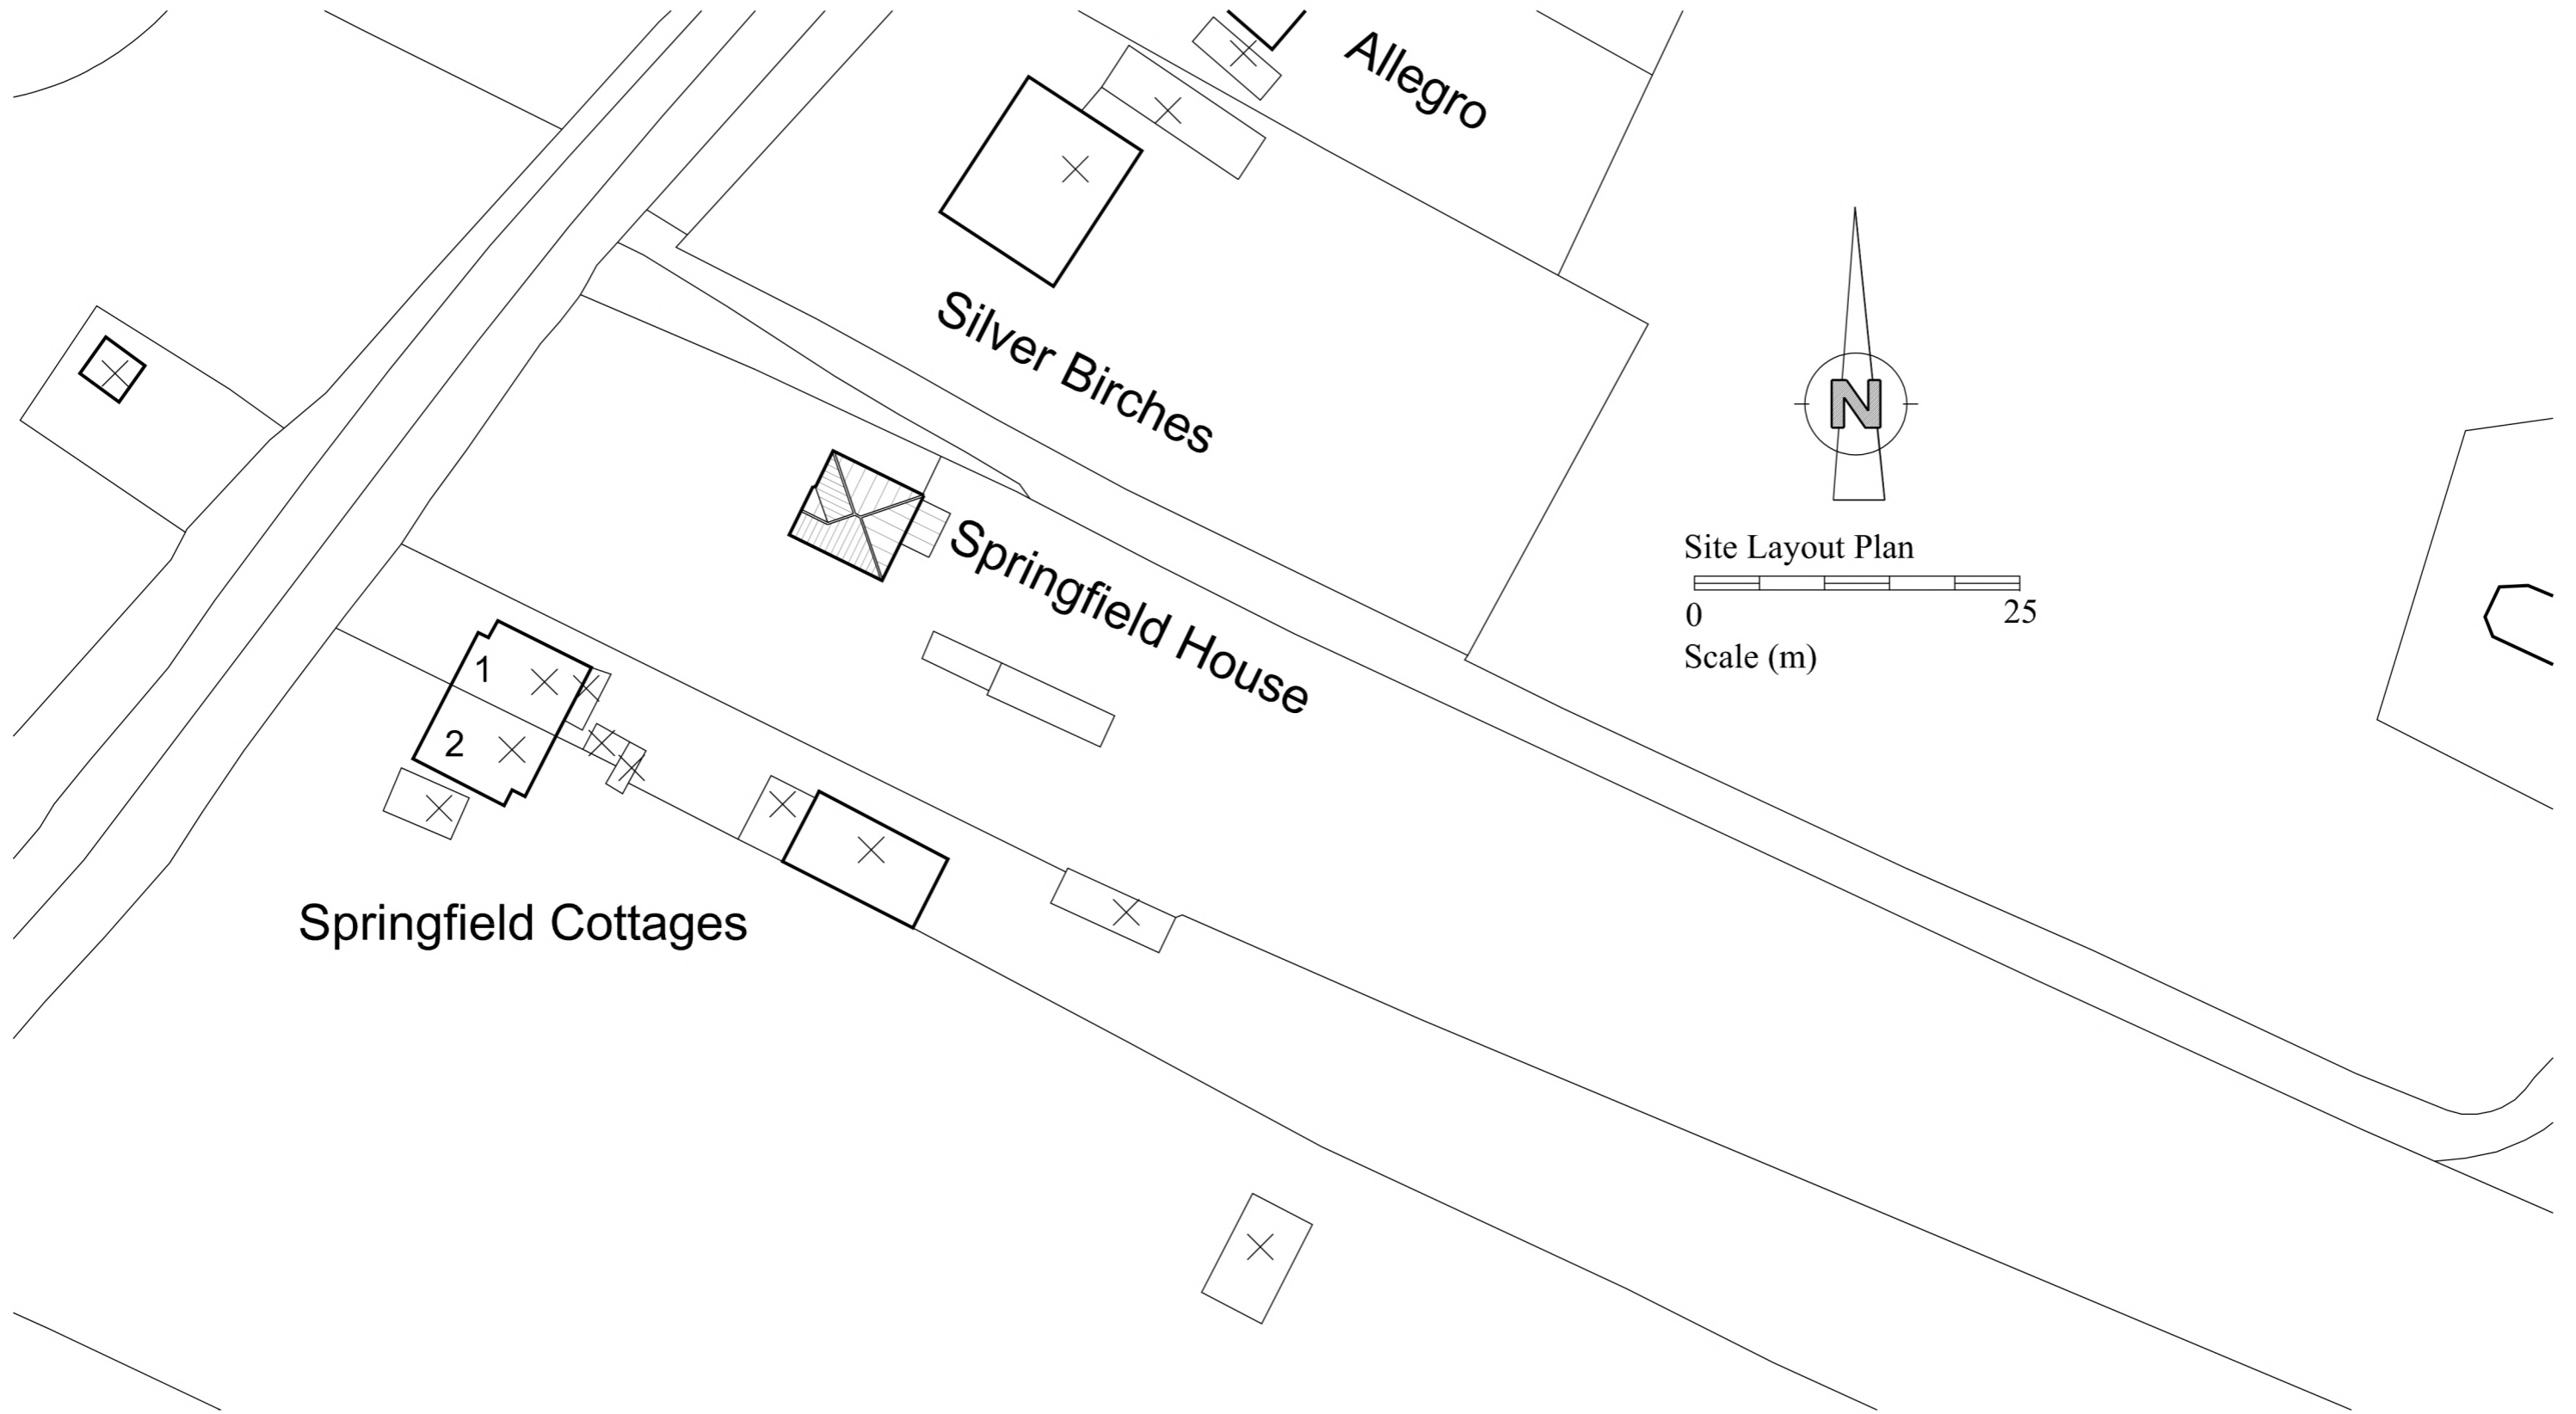 Allegro
Silver Birches
N
Springfield House
Site Layout Plan
0 25
Scale (m)
1
2
Springfield Cottages